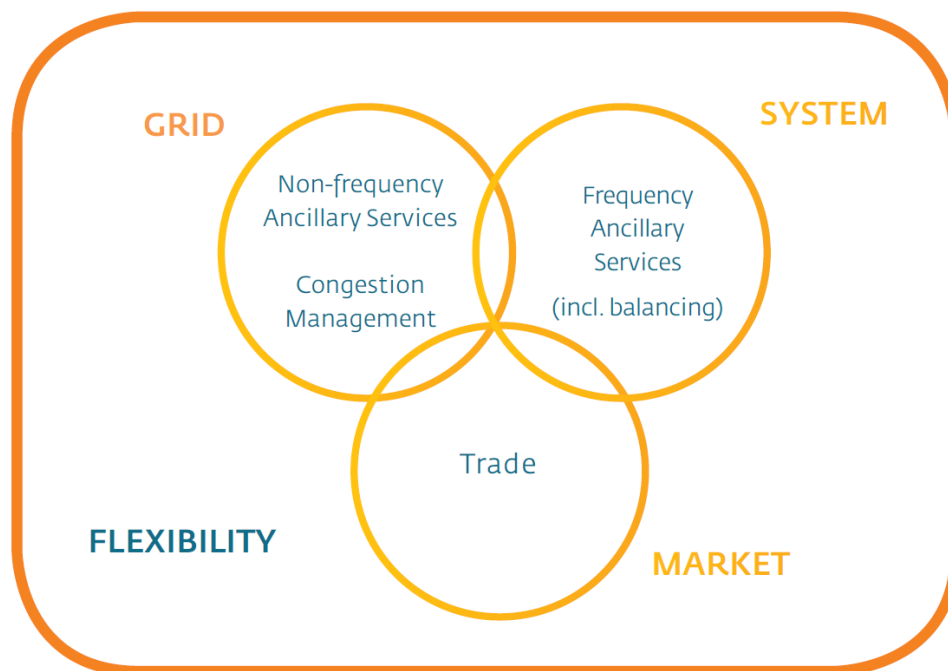 GRID
SYSTEM
Non-frequency
Ancillary Services
Congestion
Management
Frequency
Ancillary
Services
(incl. balancing)
Trade
FLEXIBILITY
MARKET